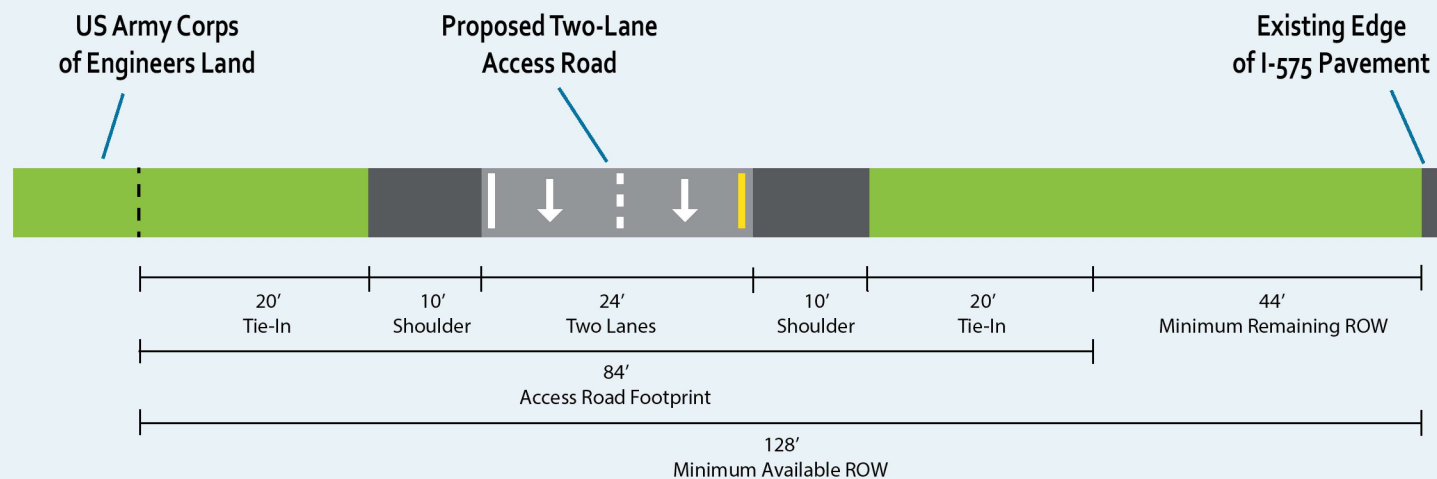 US Army Corps
of Engineers Land
Proposed Two-Lane
Access Road
Existing Edge
of I-575 Pavement
20′
Tie-In
10′
Shoulder
24′
Two Lanes
10′
Shoulder
20′
Tie-In
44′
Minimum Remaining ROW
84′
Access Road Footprint
128′
Minimum Available ROW